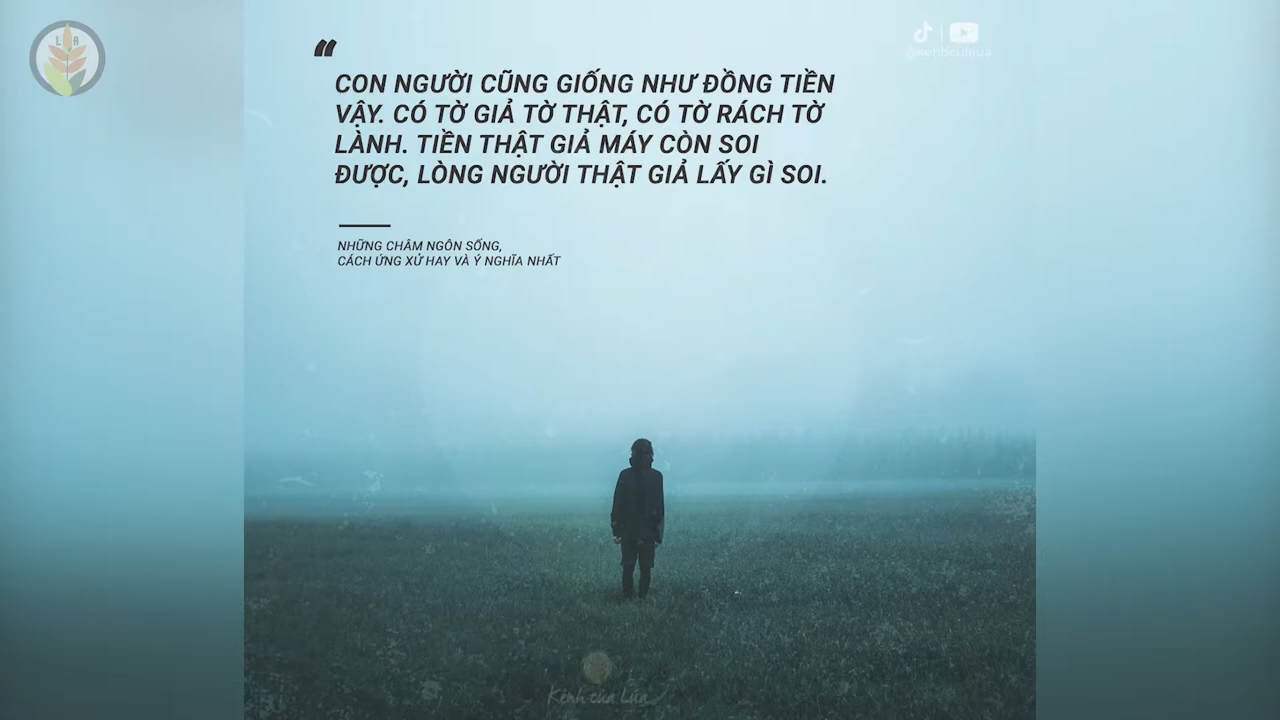 L A
@kenhcualua
"
CON NGƯỜI CŨNG GIỐNG NHƯ ĐỒNG TIỀN
VẬY. CÓ TỜ GIẢ TỜ THẬT, CÓ TỜ RÁCH TỜ
LÀNH. TIỀN THẬT GIẢ MÁY CÒN SOI
ĐƯỢC, LÒNG NGƯỜI THẬT GIẢ LẤY GÌ SOI.
NHỮNG CHÂM NGÔN SỐNG,
CÁCH ỨNG XỬ HAY VÀ Ý NGHĨA NHẤT
Kênh của Lúa